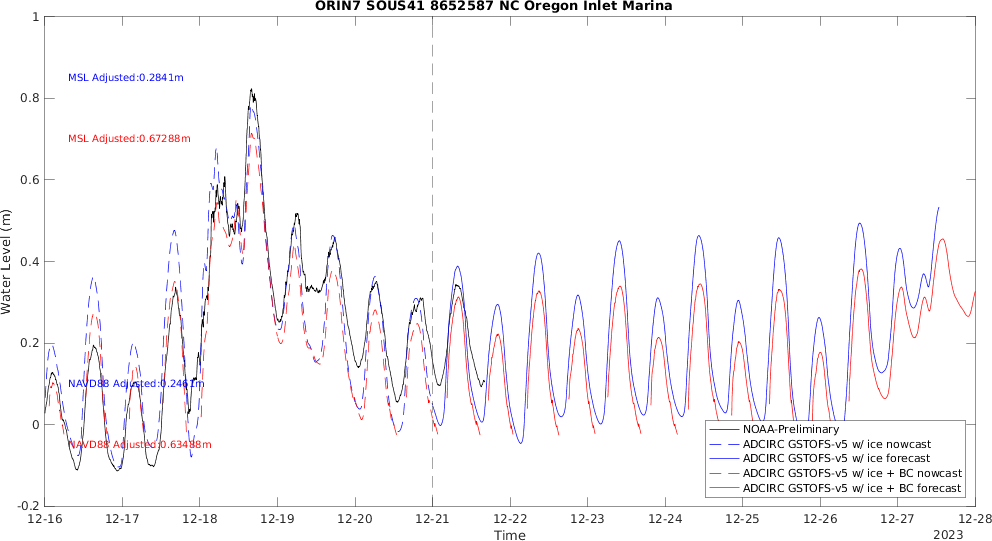 ORIN7 SOUS41 8652587 NC Oregon Inlet Marina
1
MSL Adjusted:0.2841m
0.8
MSL Adjusted:0.67288m
0.6
Water Level (m)
0.4
0.2
NAVD88 Adjusted:0.2461m
0
NAVD88 Adjusted:0.63488m
NOAA-Preliminary
ADCIRC GSTOFS-v5 w/ ice nowcast
ADCIRC GSTOFS-v5 w/ ice forecast
ADCIRC GSTOFS-v5 w/ ice + BC nowcast
ADCIRC GSTOFS-v5 w/ ice + BC forecast
-0.2
12-16 12-17 12-18 12-19 12-20 12-21 12-22 12-23 12-24 12-25 12-26 12-27 12-28
Time
2023